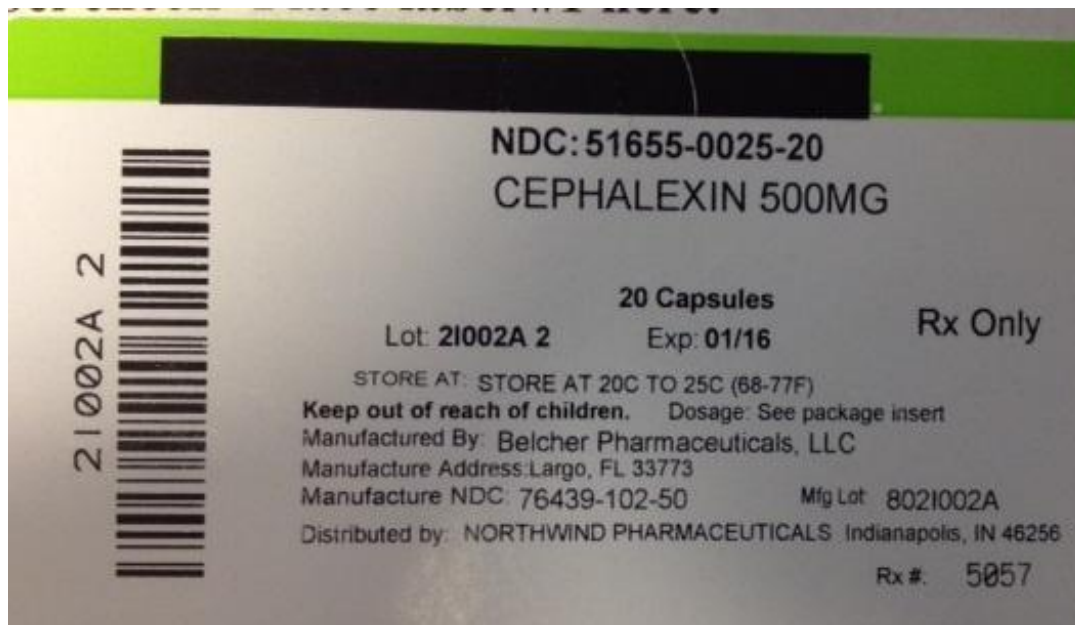 NDC: 51655-0025-20
CEPHALEXIN 500MG
20 Capsules
Lot: 2I002A 2 Exp: 01/16 Rx Only
STORE AT: STORE AT 20C TO 25C (68-77F)
Keep out of reach of children. Dosage: See package insert
Manufactured By: Belcher Pharmaceuticals, LLC
Manufacture Address:Largo, FL 33773
Manufacture NDC: 76439-102-50 Mfg Lot: 802I002A
Distributed by: NORTHWIND PHARMACEUTICALS Indianapolis, IN 46256
Rx #: 5057
2I002A 2